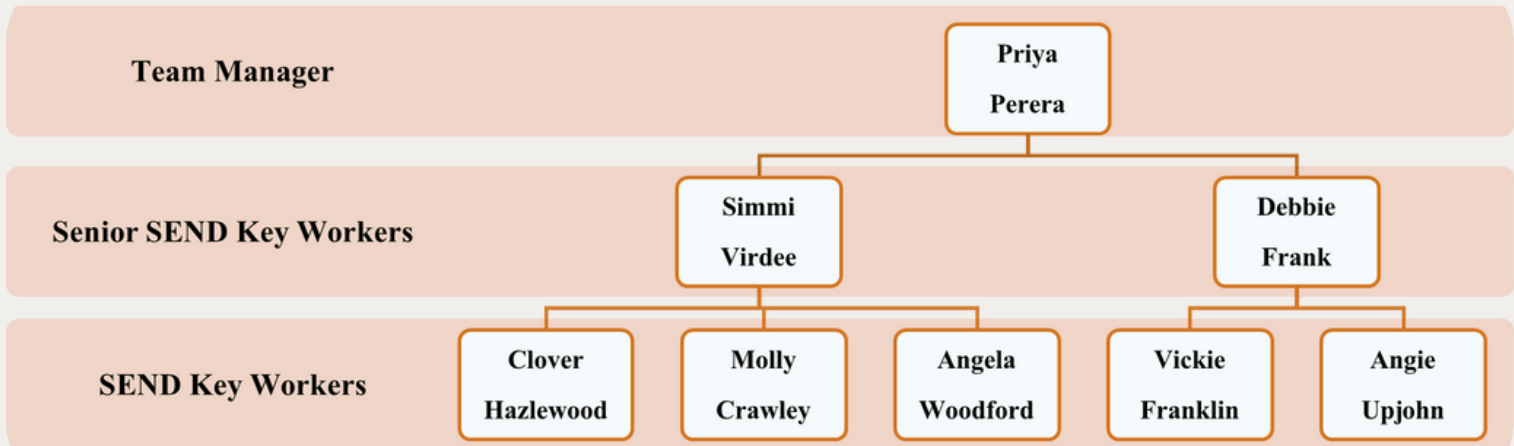 Team Manager
Priya
Perera
Senior SEND Key Workers
Simmi
Virdee
Debbie
Frank
SEND Key Workers
Clover
Hazlewood
Molly
Crawley
Angela
Woodford
Vickie
Franklin
Angie
Upjohn